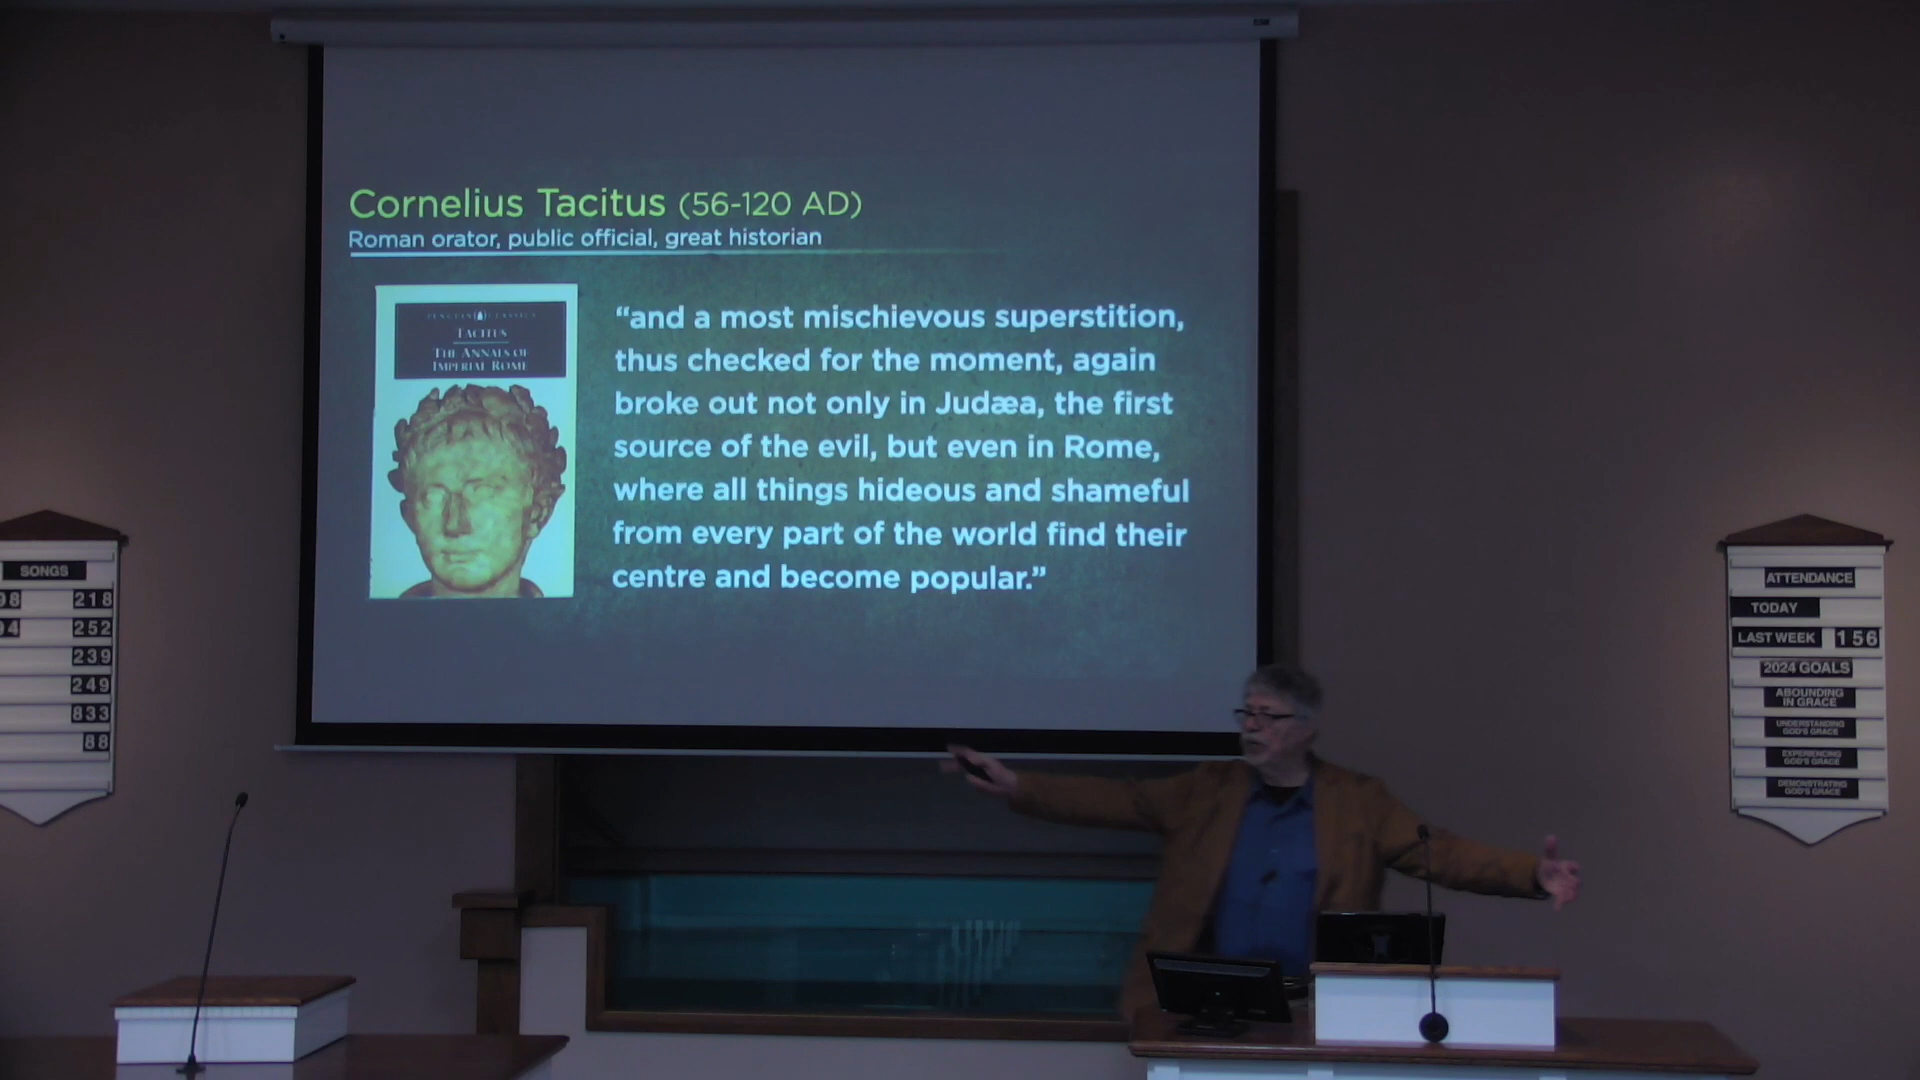 Cornelius Tacitus (56-120 AD)
Roman orator, public official, great historian
PENGUIN CLASSICS
TACITUS
THE ANNALS OF
IMPERIAL ROME
“and a most mischievous superstition,
thus checked for the moment, again
broke out not only in Judæa, the first
source of the evil, but even in Rome,
where all things hideous and shameful
from every part of the world find their
centre and become popular.”
SONGS
98 218
94 252
239
249
833
88
ATTENDANCE
TODAY
LAST WEEK 156
2024 GOALS
ABOUNDING
IN GRACE
UNDERSTANDING
GOD'S GRACE
EXPERIENCING
GOD'S GRACE
DEMONSTRATING
GOD'S GRACE